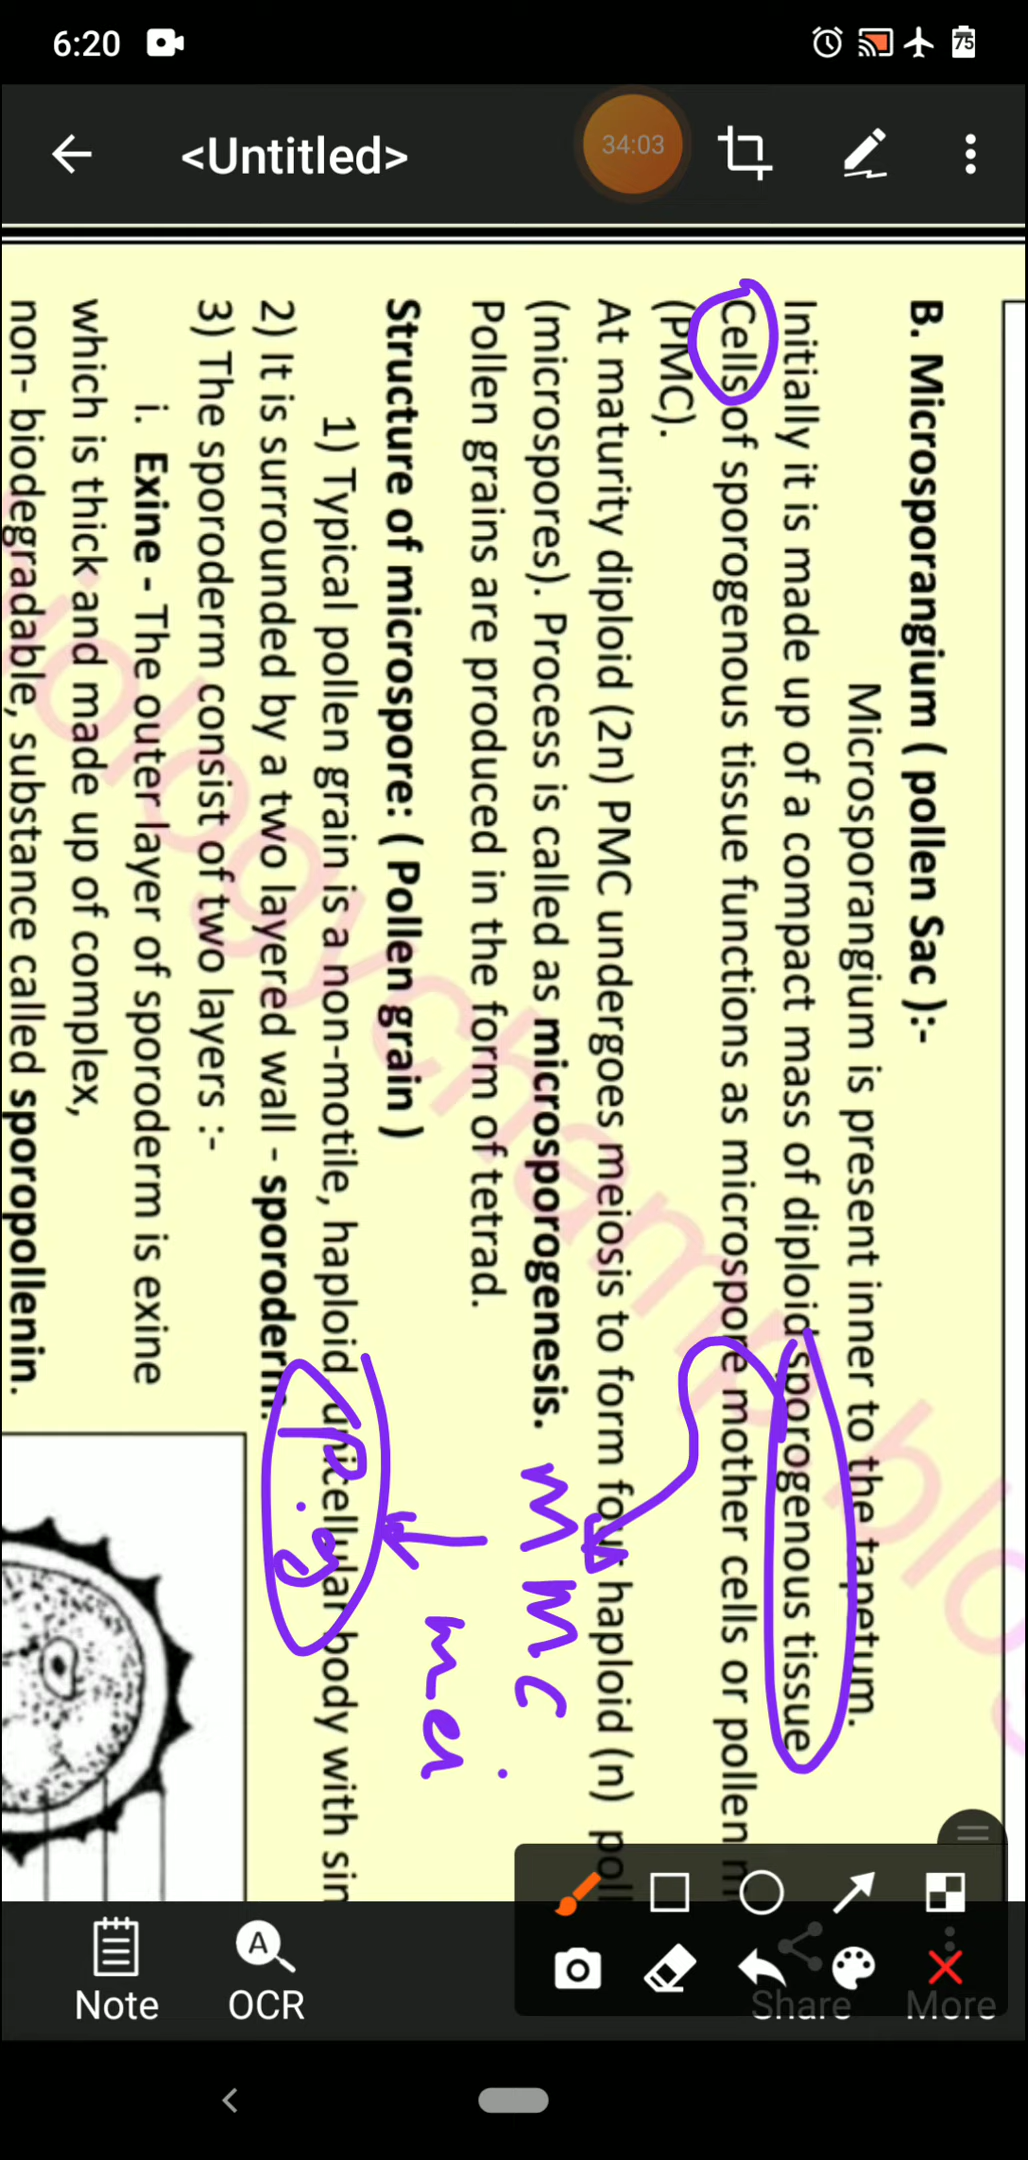 6:20
75
<Untitled>
34:03
B. Microsporangium ( pollen Sac ):-
Microsporangium is present inner to the tapetum.
Initially it is made up of a compact mass of diploid sporogenous tissue
Cells of sporogenous tissue functions as microspore mother cells or pollen
(PMC).
At maturity diploid (2n) PMC undergoes meiosis to form four haploid (n)
(microspores). Process is called as microsporogenesis.
MMC
Pollen grains are produced in the form of tetrad.
mei
Structure of microspore: ( Pollen grain )
1) Typical pollen grain is a non-motile, haploid, unicellular body with
P.g
2) It is surrounded by a two layered wall - sporoderm.
3) The sporoderm consist of two layers :-
i. Exine - The outer layer of sporoderm is exine
which is thick and made up of complex,
non- biodegradable, substance called sporopollenin.
Note
OCR
Share
More